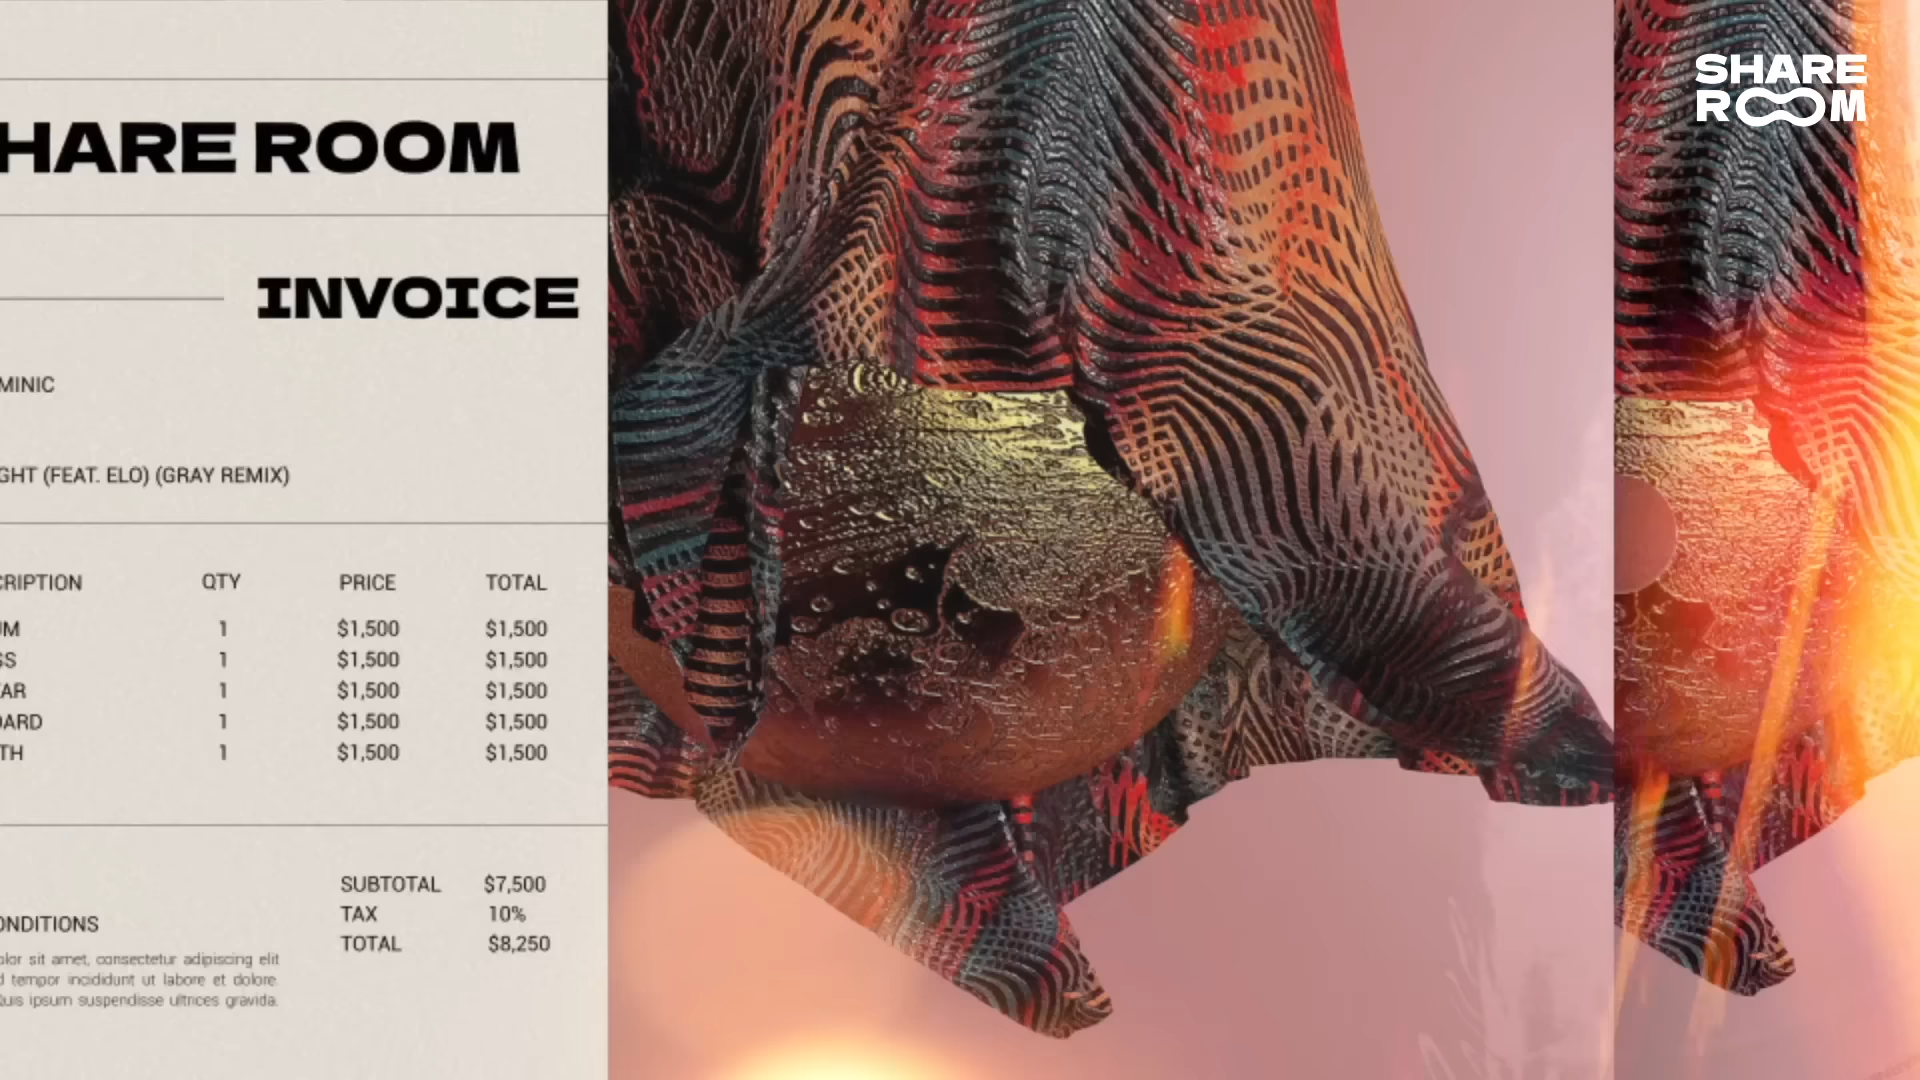 HARE ROOM
INVOICE
MINIC
GHT (FEAT. ELO) (GRAY REMIX)
CRIPTION QTY PRICE TOTAL
UM 1 $1,500 $1,500
SS 1 $1,500 $1,500
AR 1 $1,500 $1,500
OARD 1 $1,500 $1,500
TH 1 $1,500 $1,500
SUBTOTAL $7,500
TAX 10%
TOTAL $8,250
ONDITIONS
olor sit amet, consectetur adipiscing elit
d tempor incididunt ut labore et dolore.
Quis ipsum suspendisse ultrices gravida.
SHARE
ROOM